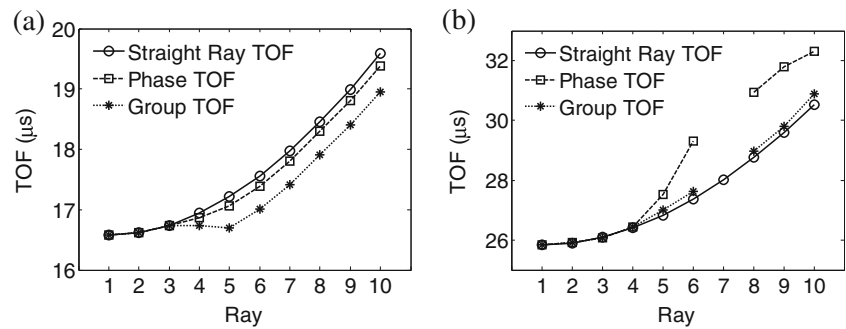 (a)
20
19
18
17
16
TOF (μs)
Straight Ray TOF
Phase TOF
Group TOF
1 2 3 4 5 6 7 8 9 10
Ray
(b)
32
30
28
26
TOF (μs)
Straight Ray TOF
Phase TOF
Group TOF
1 2 3 4 5 6 7 8 9 10
Ray